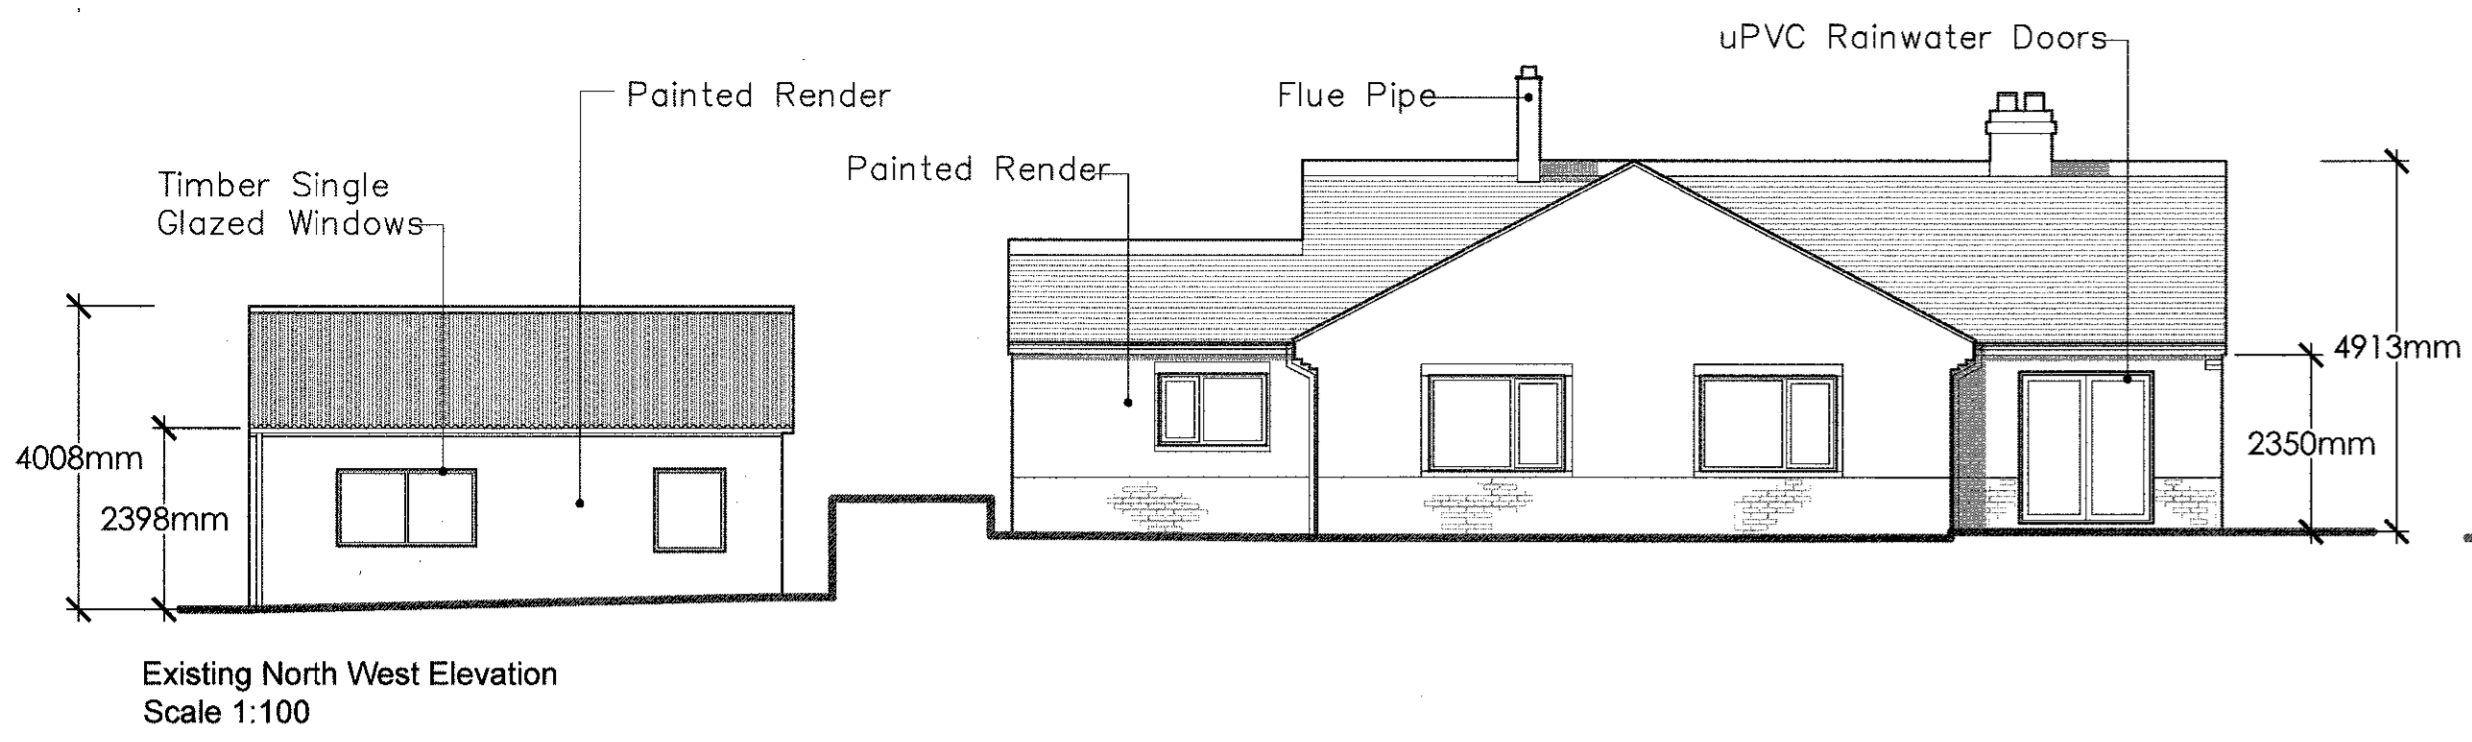 uPVC Rainwater Doors
Painted Render
Flue Pipe
Painted Render
Timber Single
Glazed Windows
4913mm
2350mm
4008mm
2398mm
Existing North West Elevation
Scale 1:100